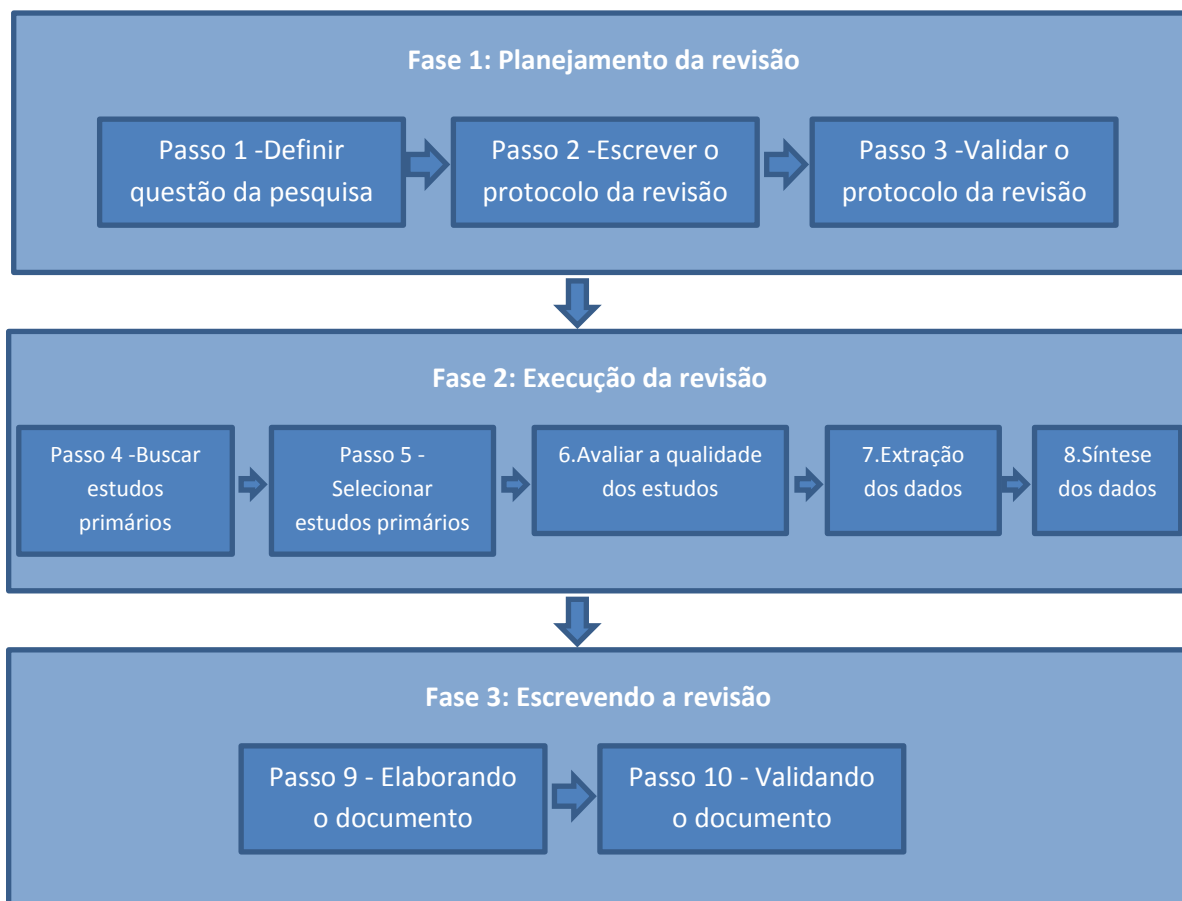 Fase 1: Planejamento da revisão
Passo 1 -Definir
questão da pesquisa
Passo 2 -Escrever o
protocolo da revisão
Passo 3 -Validar o
protocolo da revisão
Fase 2: Execução da revisão
Passo 4 -Buscar
estudos
primários
Passo 5 -
Selecionar
estudos primários
6.Avaliar a qualidade
dos estudos
7.Extração
dos dados
8.Síntese
dos dados
Fase 3: Escrevendo a revisão
Passo 9 - Elaborando
o documento
Passo 10 - Validando
o documento